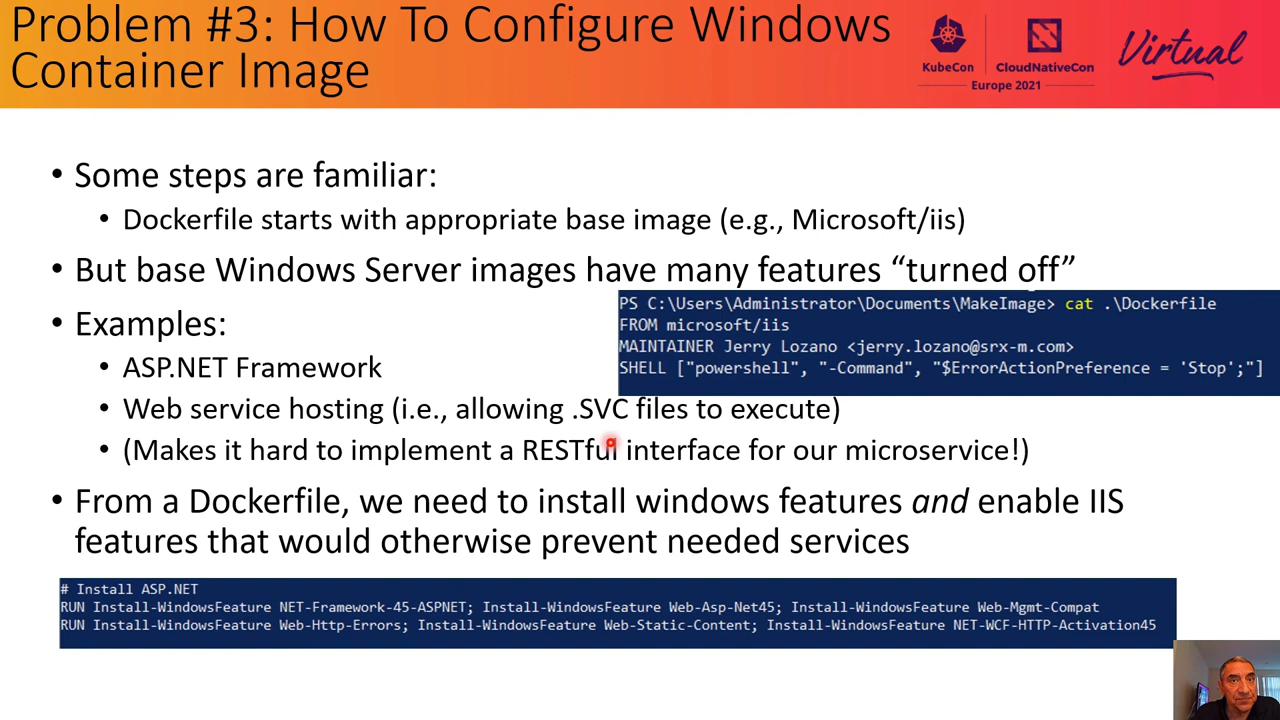 Problem #3: How To Configure Windows
Container Image
KubeCon
CloudNativeCon
Europe 2021
Virtual
• Some steps are familiar:
• Dockerfile starts with appropriate base image (e.g., Microsoft/iis)
• But base Windows Server images have many features “turned off”
PS C:\Users\Administrator\Documents\MakeImage> cat .\Dockerfile
FROM microsoft/iis
MAINTAINER Jerry Lozano <jerry.lozano@srx-m.com>
SHELL ["powershell", "-Command", "$ErrorActionPreference = 'Stop';"]
• Examples:
• ASP.NET Framework
• Web service hosting (i.e., allowing .SVC files to execute)
• (Makes it hard to implement a RESTful interface for our microservice!)
• From a Dockerfile, we need to install windows features and enable IIS
features that would otherwise prevent needed services
# Install ASP.NET
RUN Install-WindowsFeature NET-Framework-45-ASPNET; Install-WindowsFeature Web-Asp-Net45; Install-WindowsFeature Web-Mgmt-Compat
RUN Install-WindowsFeature Web-Http-Errors; Install-WindowsFeature Web-Static-Content; Install-WindowsFeature NET-WCF-HTTP-Activation45